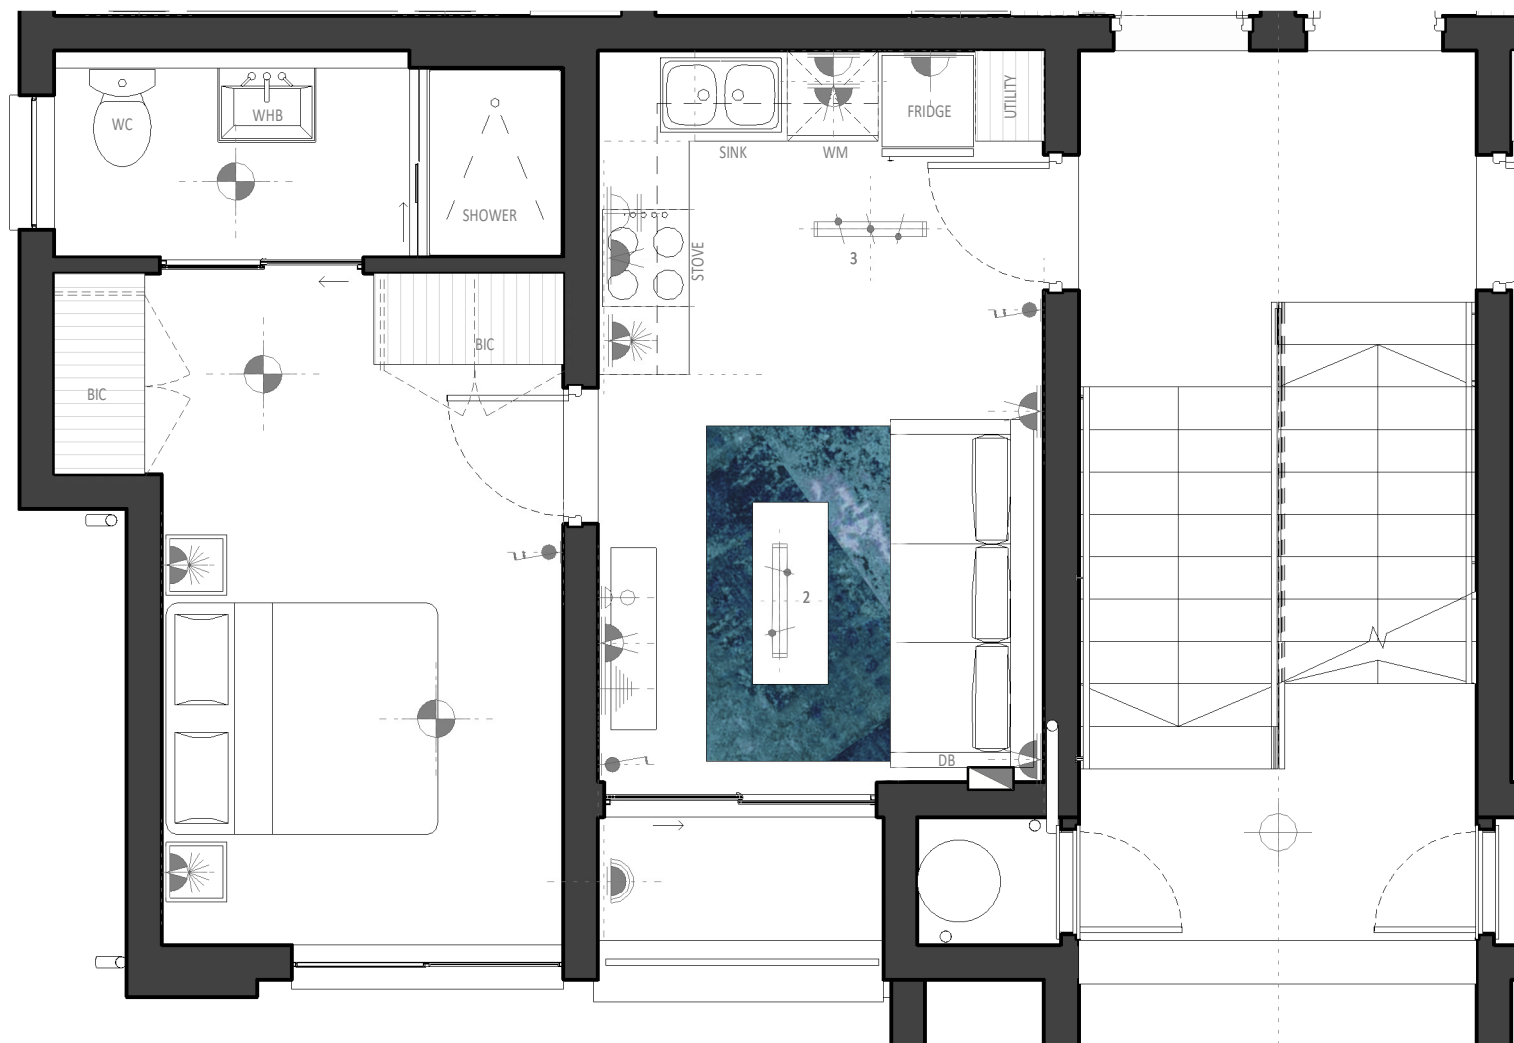 WC
WHB
SHOWER
SINK
WM
FRIDGE
UTILITY
STOVE
3
BIC
BIC
2
DB